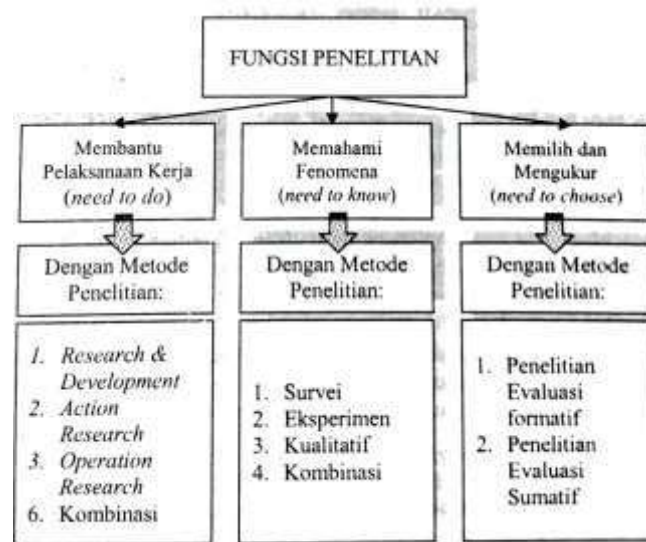 FUNGSI PENELITIAN
Membantu
Pelaksanaan Kerja
(need to do)
Memahami
Fenomena
(need to know)
Memilih dan
Mengukur
(need to choose)
Dengan Metode
Penelitian:
Dengan Metode
Penelitian:
Dengan Metode
Penelitian:
1. Research &
Development
2. Action
Research
3. Operation
Research
6. Kombinasi
1. Survei
2. Eksperimen
3. Kualitatif
4. Kombinasi
1. Penelitian
Evaluasi
formatif
2. Penelitian
Evaluasi
Sumatif